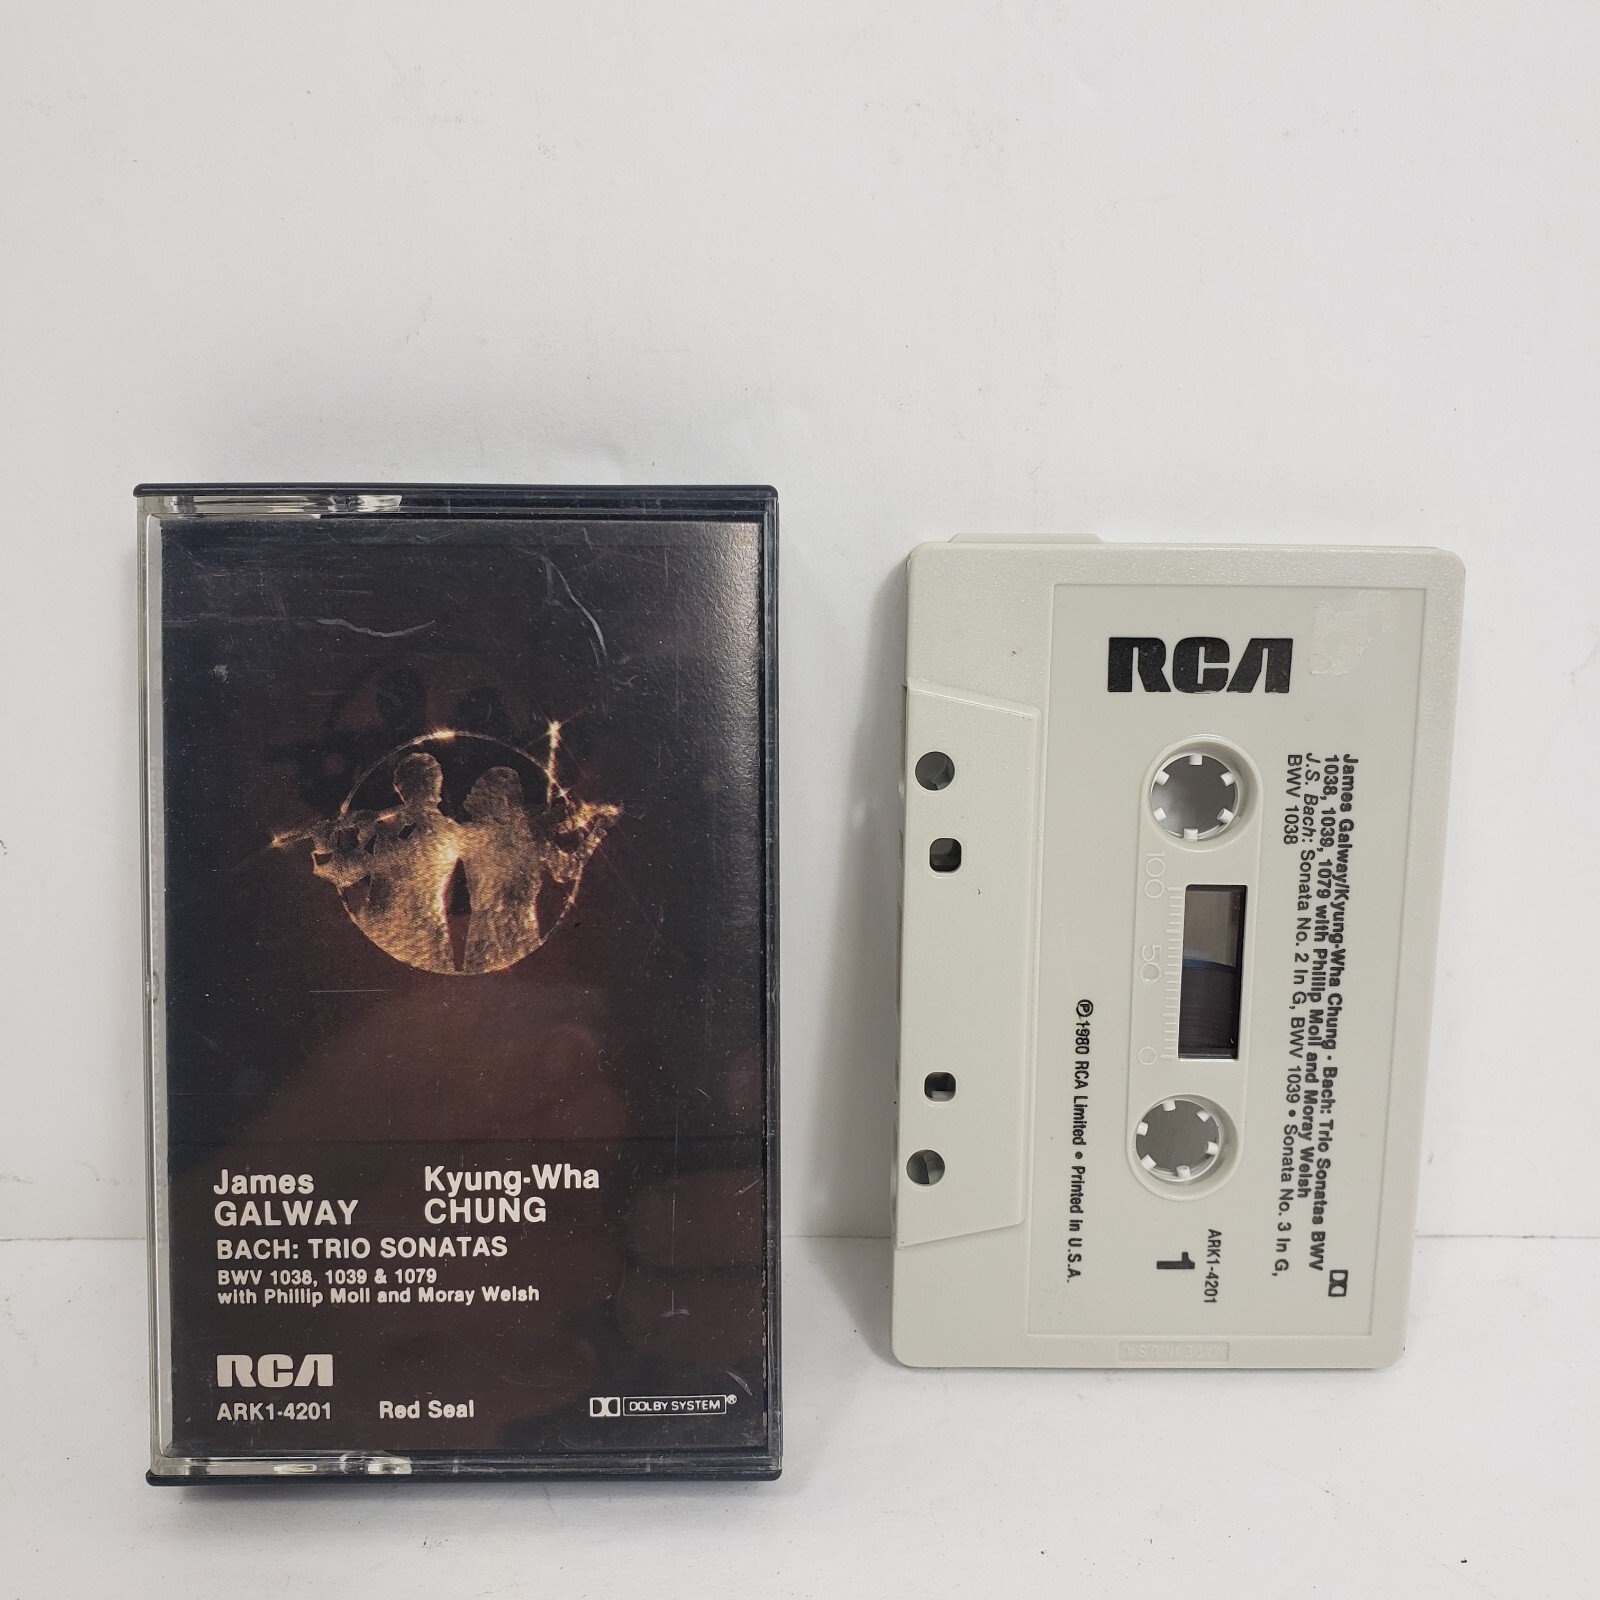 James Kyung-Wha
GALWAY CHUNG
BACH: TRIO SONATAS
BWV 1038, 1039 & 1079
with Phillip Moll and Moray Welsh
RCA
ARK1-4201 Red Seal
DOLBY SYSTEM®
RCA
James Galway/Kyung-Wha Chung - Bach: Trio Sonatas BWV
1038, 1039, 1079 with Phillip Moll and Moray Welsh
J.S. Bach: Sonata No. 2 in G, BWV 1039 • Sonata No. 3 in G,
BWV 1038
100 50 0
ARK1-4201
1
℗ 1980 RCA Limited • Printed in U.S.A.
MADE IN U.S.A.